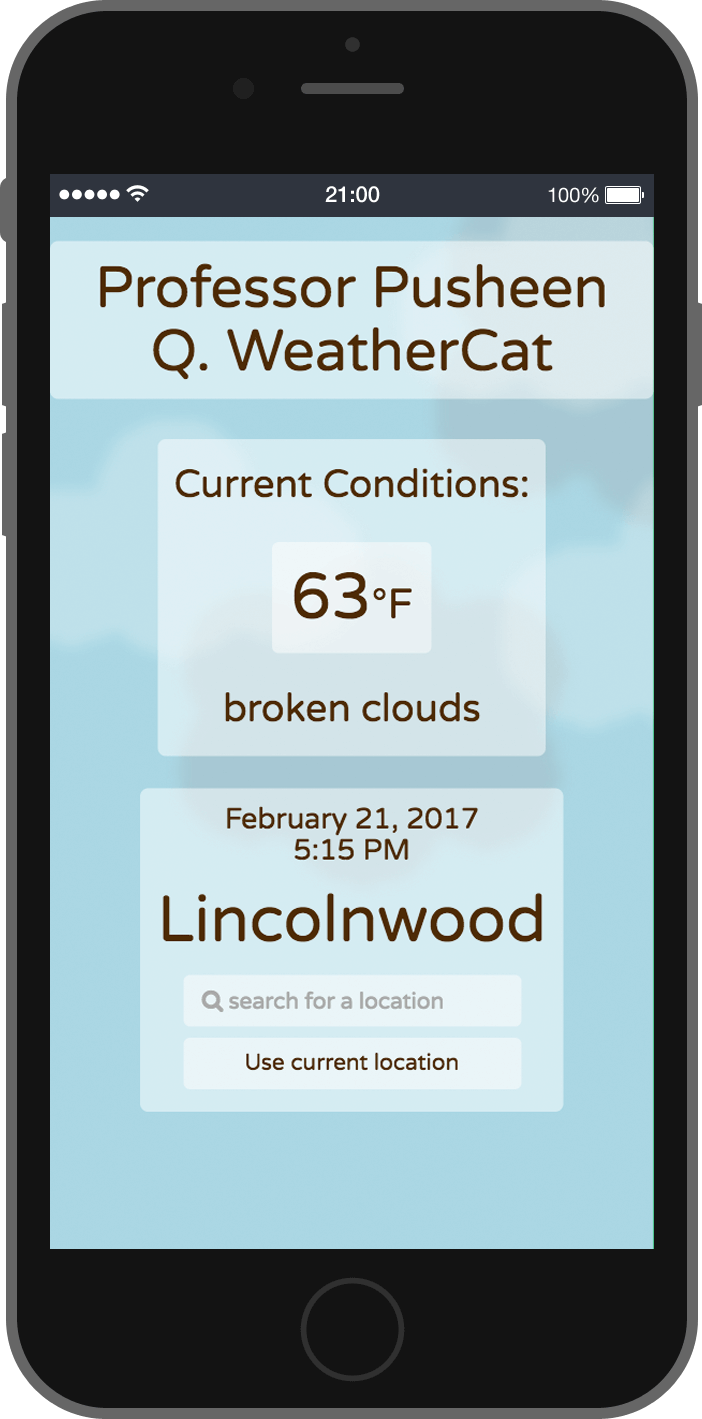 21:00
100%
Professor Pusheen
Q. WeatherCat
Current Conditions:
63°F
broken clouds
February 21, 2017
5:15 PM
Lincolnwood
search for a location
Use current location